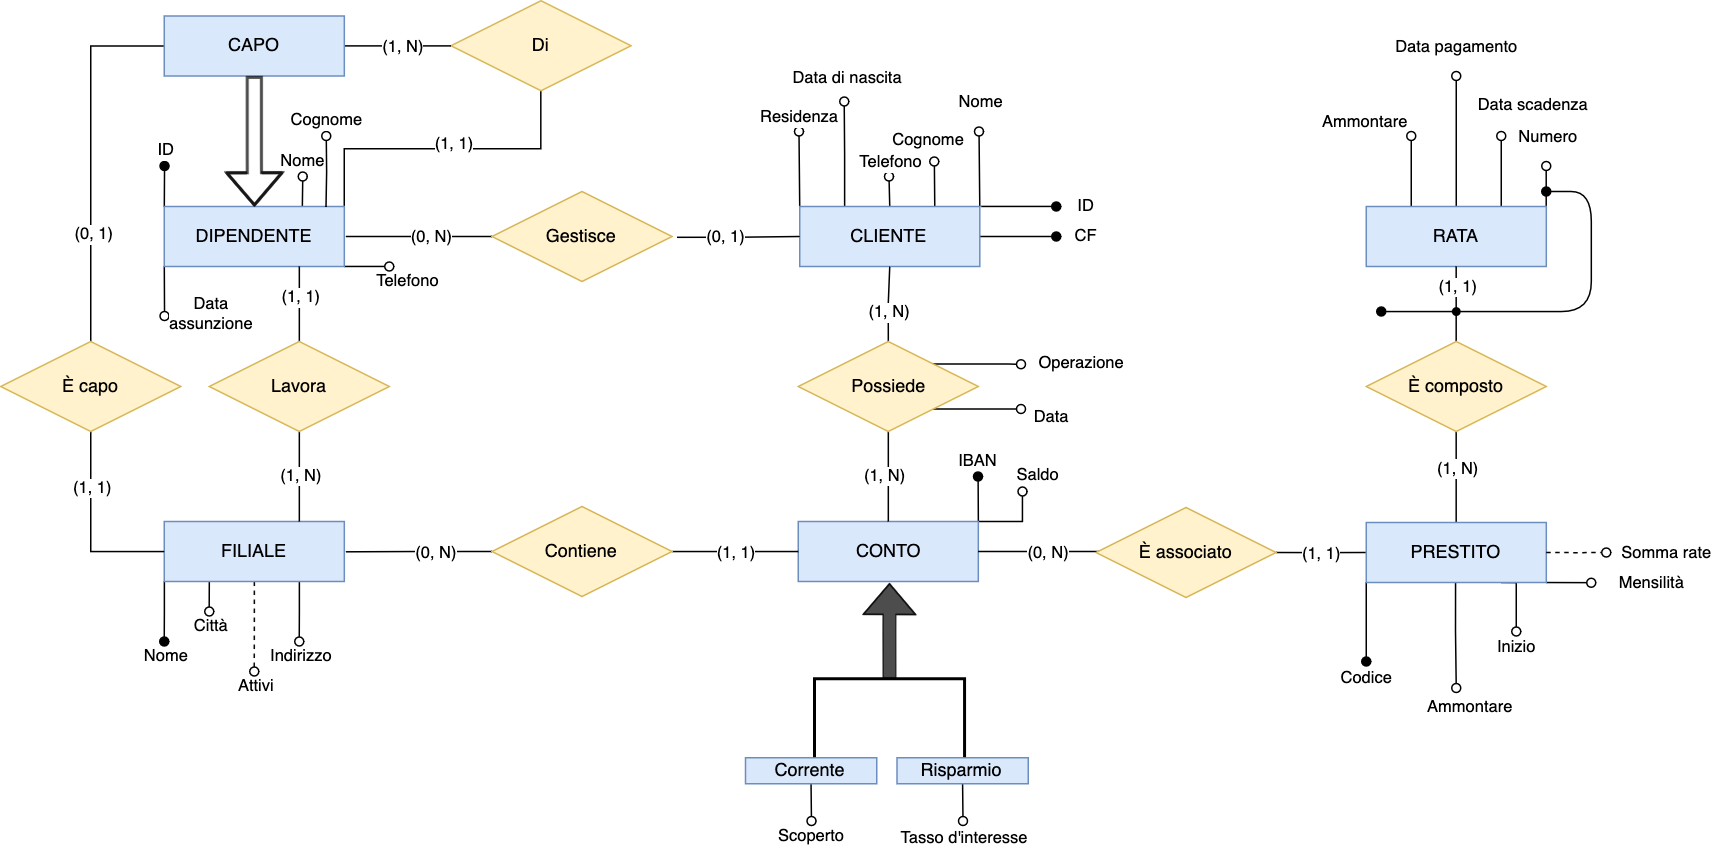 CAPO
(1, N)
Di
Data pagamento
Data di nascita
Nome
Data scadenza
Residenza
Cognome
Ammontare
Numero
(1, 1)
Cognome
ID
Nome
Telefono
ID
(0, 1)
DIPENDENTE
(0, N)
Gestisce
(0, 1)
CLIENTE
CF
RATA
Telefono
(1, 1)
(1, 1)
Data
assunzione
(1, N)
Operazione
È capo
Lavora
Possiede
È composto
Data
(1, 1)
(1, N)
(1, N)
IBAN
Saldo
(1, N)
FILIALE
(0, N)
Contiene
(1, 1)
CONTO
(0, N)
È associato
(1, 1)
PRESTITO
Somma rate
Mensilità
Città
Nome
Indirizzo
Attivi
Inizio
Codice
Ammontare
Corrente
Risparmio
Scoperto
Tasso d'interesse